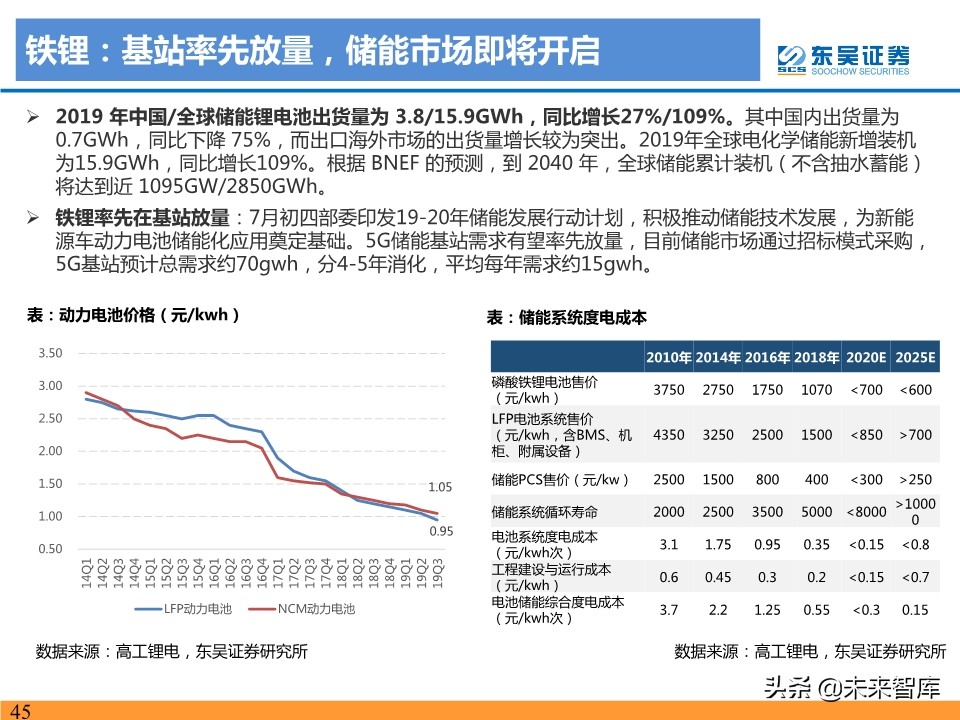 铁锂：基站率先放量，储能市场即将开启
SCS
东吴证券
SOOCHOW SECURITIES
➢ 2019 年中国/全球储能锂电池出货量为 3.8/15.9GWh，同比增长27%/109%。其中国内出货量为
0.7GWh，同比下降 75%，而出口海外市场的出货量增长较为突出。2019年全球电化学储能新增装机
为15.9GWh，同比增长109%。根据 BNEF 的预测，到 2040 年，全球储能累计装机（不含抽水蓄能）
将达到近 1095GW/2850GWh。
➢ 铁锂率先在基站放量：7月初四部委印发19-20年储能发展行动计划，积极推动储能技术发展，为新能
源车动力电池储能化应用奠定基础。5G储能基站需求有望率先放量，目前储能市场通过招标模式采购，
5G基站预计总需求约70gwh，分4-5年消化，平均每年需求约15gwh。
表：动力电池价格（元/kwh）
3.50
3.00
2.50
2.00
1.50
1.00
0.50
1.05
0.95
14Q1 14Q2 14Q3 14Q4 15Q1 15Q2 15Q3 15Q4 16Q1 16Q2 16Q3 16Q4 17Q1 17Q2 17Q3 17Q4 18Q1 18Q2 18Q3 18Q4 19Q1 19Q2 19Q3
LFP动力电池 NCM动力电池
数据来源：高工锂电，东吴证券研究所
表：储能系统度电成本
2010年 2014年 2016年 2018年 2020E 2025E
磷酸铁锂电池售价
（元/kwh） 3750 2750 1750 1070 <700 <600
LFP电池系统售价
（元/kwh，含BMS、机 4350 3250 2500 1500 <850 >700
柜、附属设备）
储能PCS售价（元/kw） 2500 1500 800 400 <300 >250
储能系统循环寿命 2000 2500 3500 5000 <8000 >1000
0
电池系统度电成本
（元/kwh次） 3.1 1.75 0.95 0.35 <0.15 <0.8
工程建设与运行成本
（元/kwh） 0.6 0.45 0.3 0.2 <0.15 <0.7
电池储能综合度电成本
（元/kwh次） 3.7 2.2 1.25 0.55 <0.3 0.15
数据来源：高工锂电，东吴证券研究所
头条 @未来智库
45